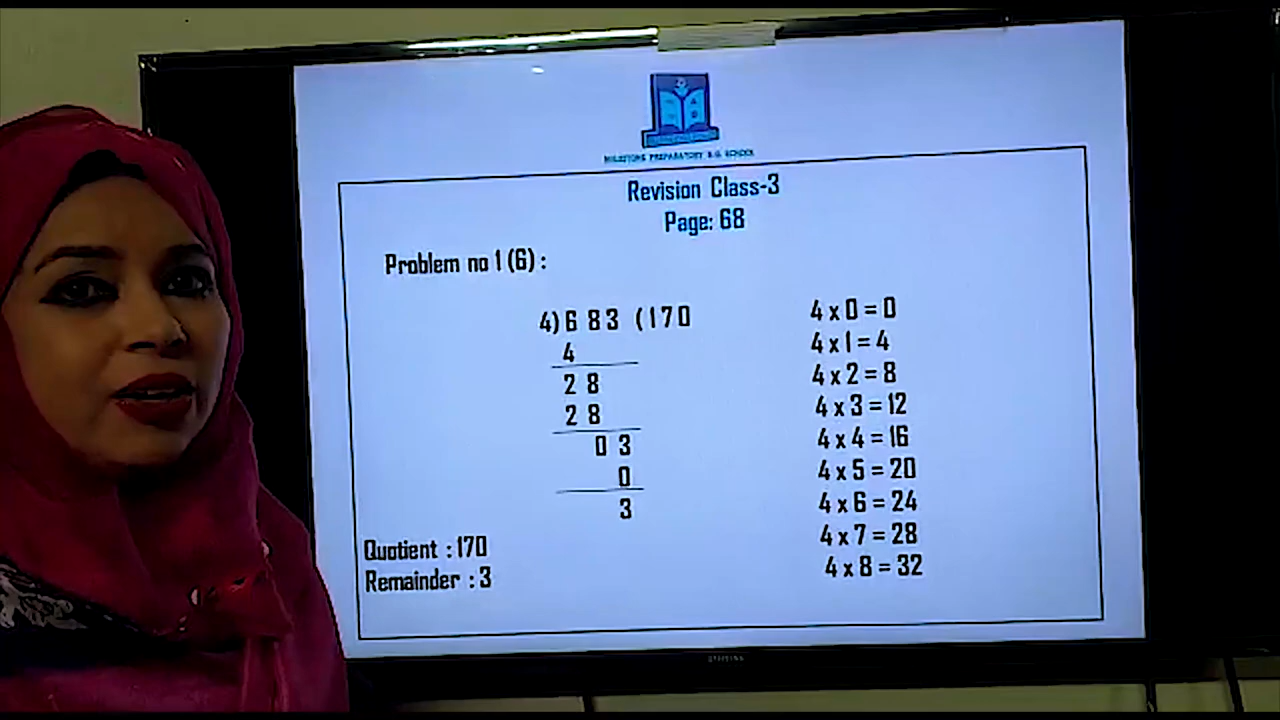 MILESTONE PREPARATORY K.G. SCHOOL
Revision Class-3
Page: 68
Problem no 1 (6) :
4) 6 8 3 ( 1 7 0
4
2 8
2 8
0 3
0
3
Quotient : 170
Remainder : 3
4 x 0 = 0
4 x 1 = 4
4 x 2 = 8
4 x 3 = 12
4 x 4 = 16
4 x 5 = 20
4 x 6 = 24
4 x 7 = 28
4 x 8 = 32